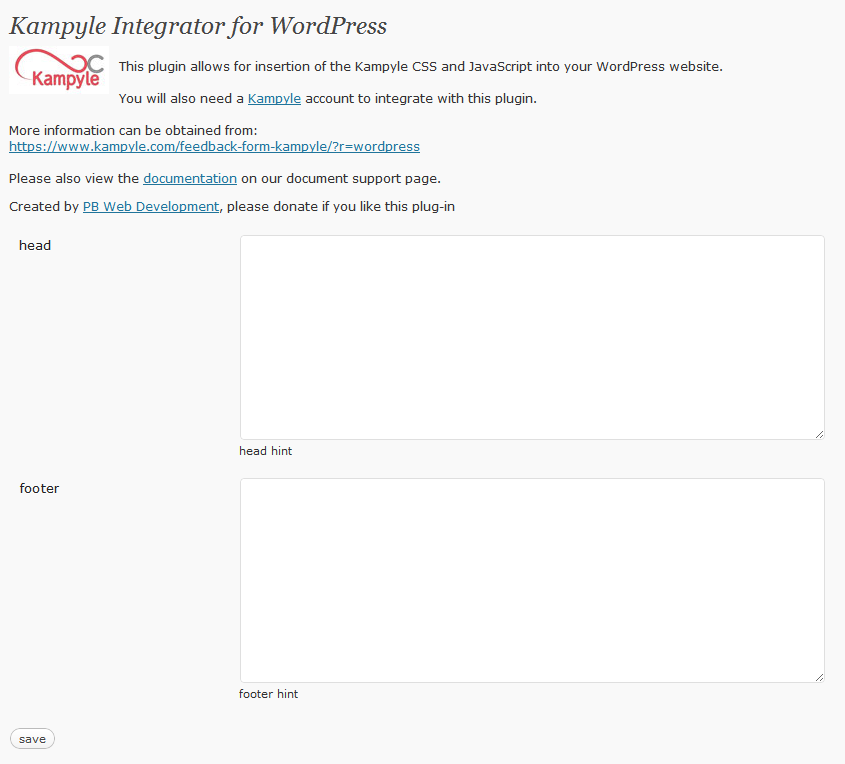 Kampyle Integrator for WordPress
Kampyle
This plugin allows for insertion of the Kampyle CSS and JavaScript into your WordPress website.
You will also need a Kampyle account to integrate with this plugin.
More information can be obtained from:
https://www.kampyle.com/feedback-form-kampyle/?r=wordpress
Please also view the documentation on our document support page.
Created by PB Web Development, please donate if you like this plug-in
head
head hint
footer
footer hint
save